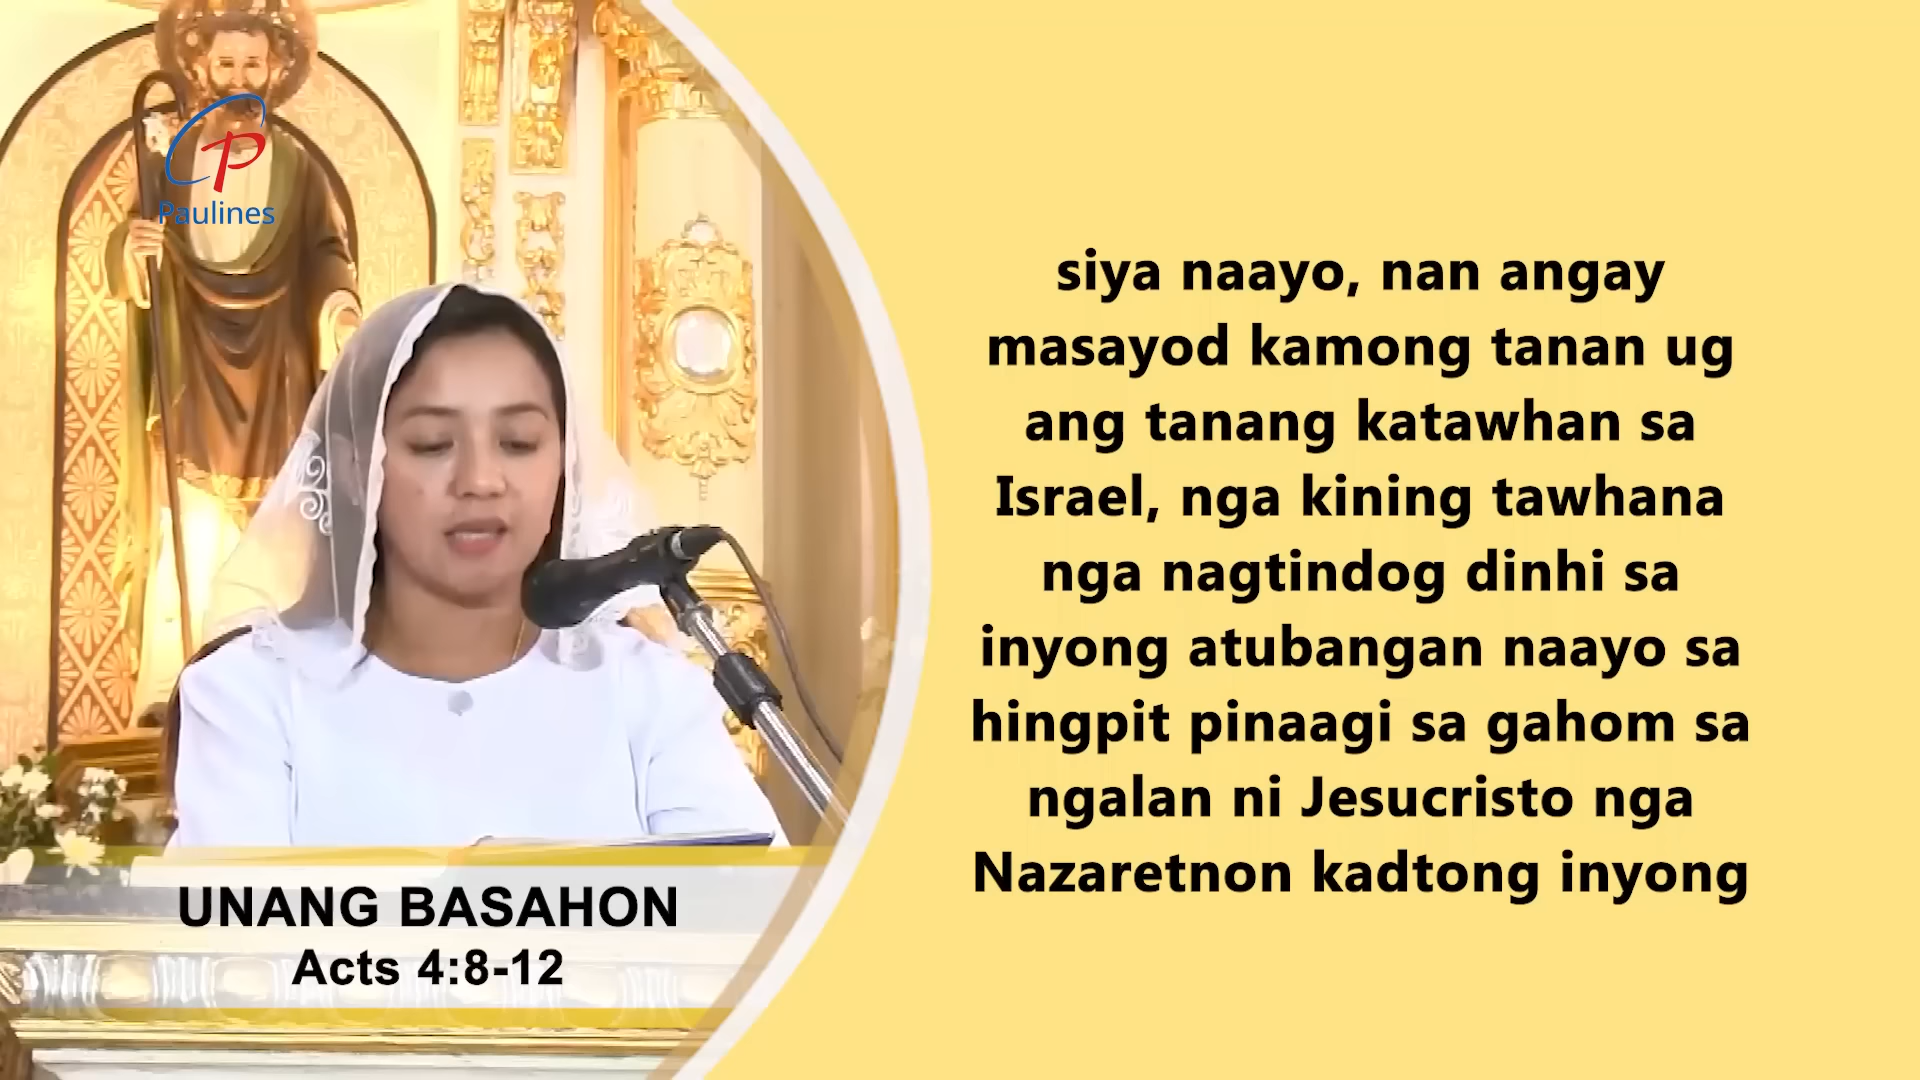 Paulines
UNANG BASAHON
Acts 4:8-12
siya naayo, nan angay
masayod kamong tanan ug
ang tanang katawhan sa
Israel, nga kining tawhana
nga nagtindog dinhi sa
inyong atubangan naayo sa
hingpit pinaagi sa gahom sa
ngalan ni Jesucristo nga
Nazaretnon kadtong inyong